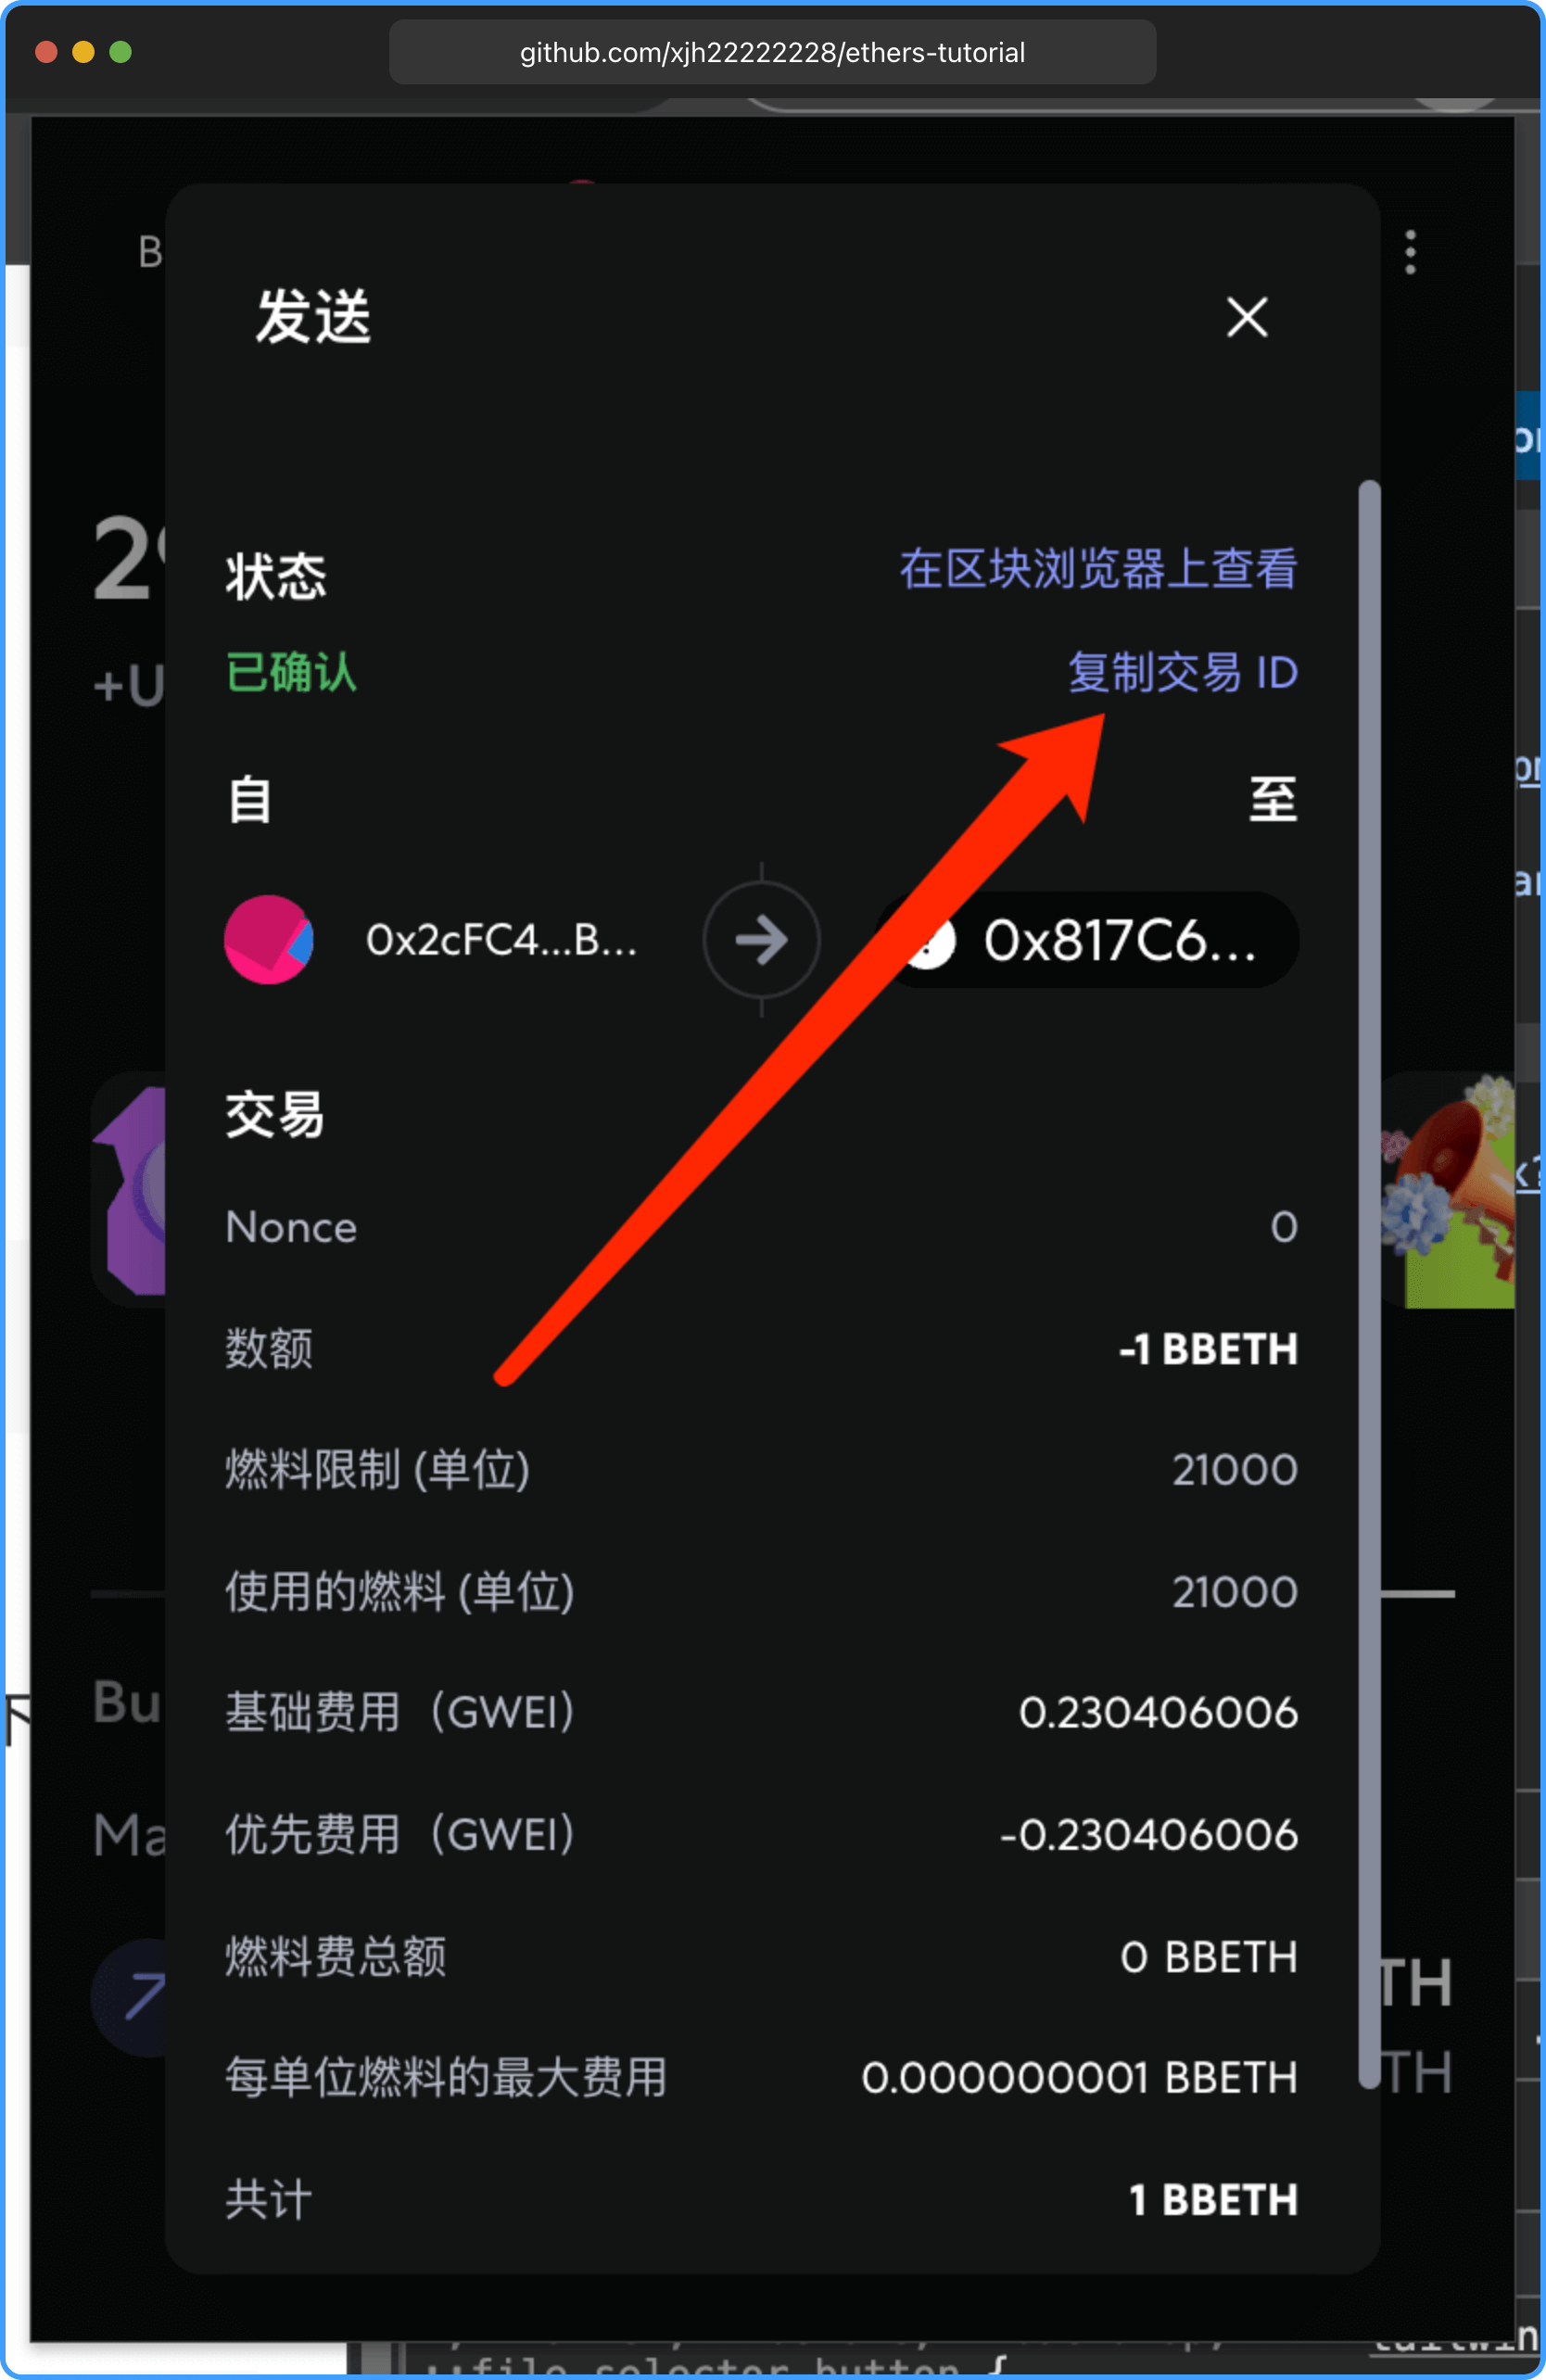 github.com/xjh22222228/ethers-tutorial
发送
状态
在区块浏览器上查看
已确认
复制交易 ID
自
至
0x2cFC4...B...
0x817C6...
交易
Nonce
0
数额
-1 BBETH
燃料限制 (单位)
21000
使用的燃料 (单位)
21000
基础费用（GWEI）
0.230406006
优先费用（GWEI）
-0.230406006
燃料费总额
0 BBETH
每单位燃料的最大费用
0.000000001 BBETH
共计
1 BBETH